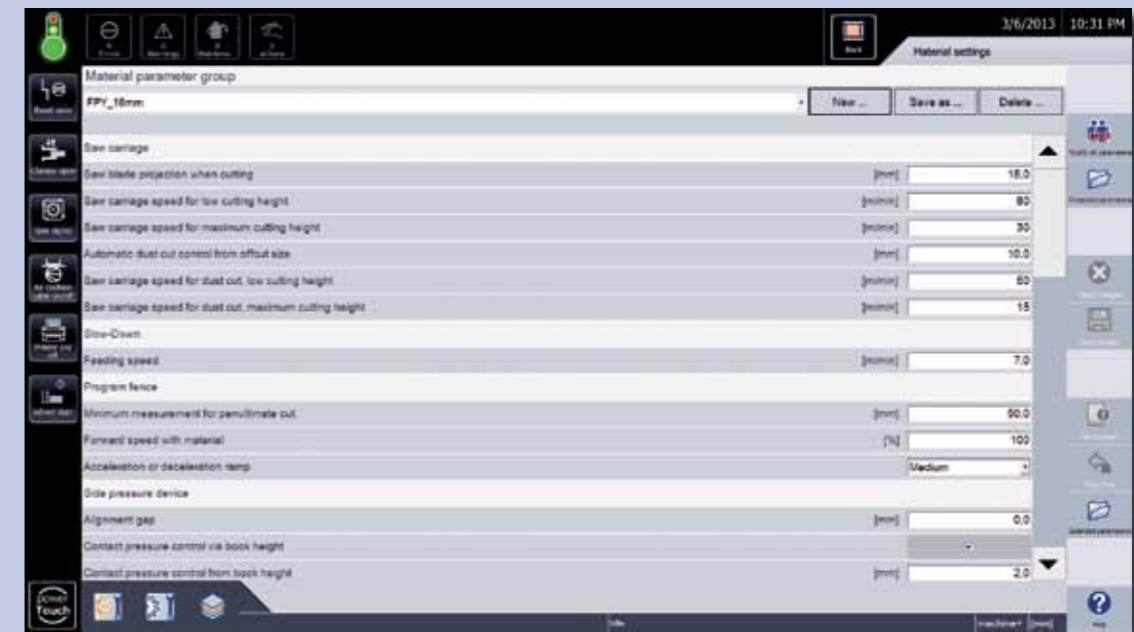 3/6/2013 10:31 PM
Back
Material settings
Material parameter group
FPY_16mm
New ... Save as ... Delete ...
Saw carriage
Saw blade projection when cutting [mm] 15.0
Saw carriage speed for low cutting height [m/min] 80
Saw carriage speed for maximum cutting height [m/min] 30
Automatic dust cut control from offcut size [mm] 10.0
Saw carriage speed for dust cut, low cutting height [m/min] 50
Saw carriage speed for dust cut, maximum cutting height [m/min] 15
Slow-Down
Feeding speed [m/min] 7.0
Program fence
Minimum measurement for penultimate cut [mm] 50.0
Forward speed with material [%] 100
Acceleration or deceleration ramp Medium
Side pressure device
Alignment gap [mm] 0.0
Contact pressure control via book height
Contact pressure control from book height [mm] 2.0
power
Touch
Idle
[mm]
Help